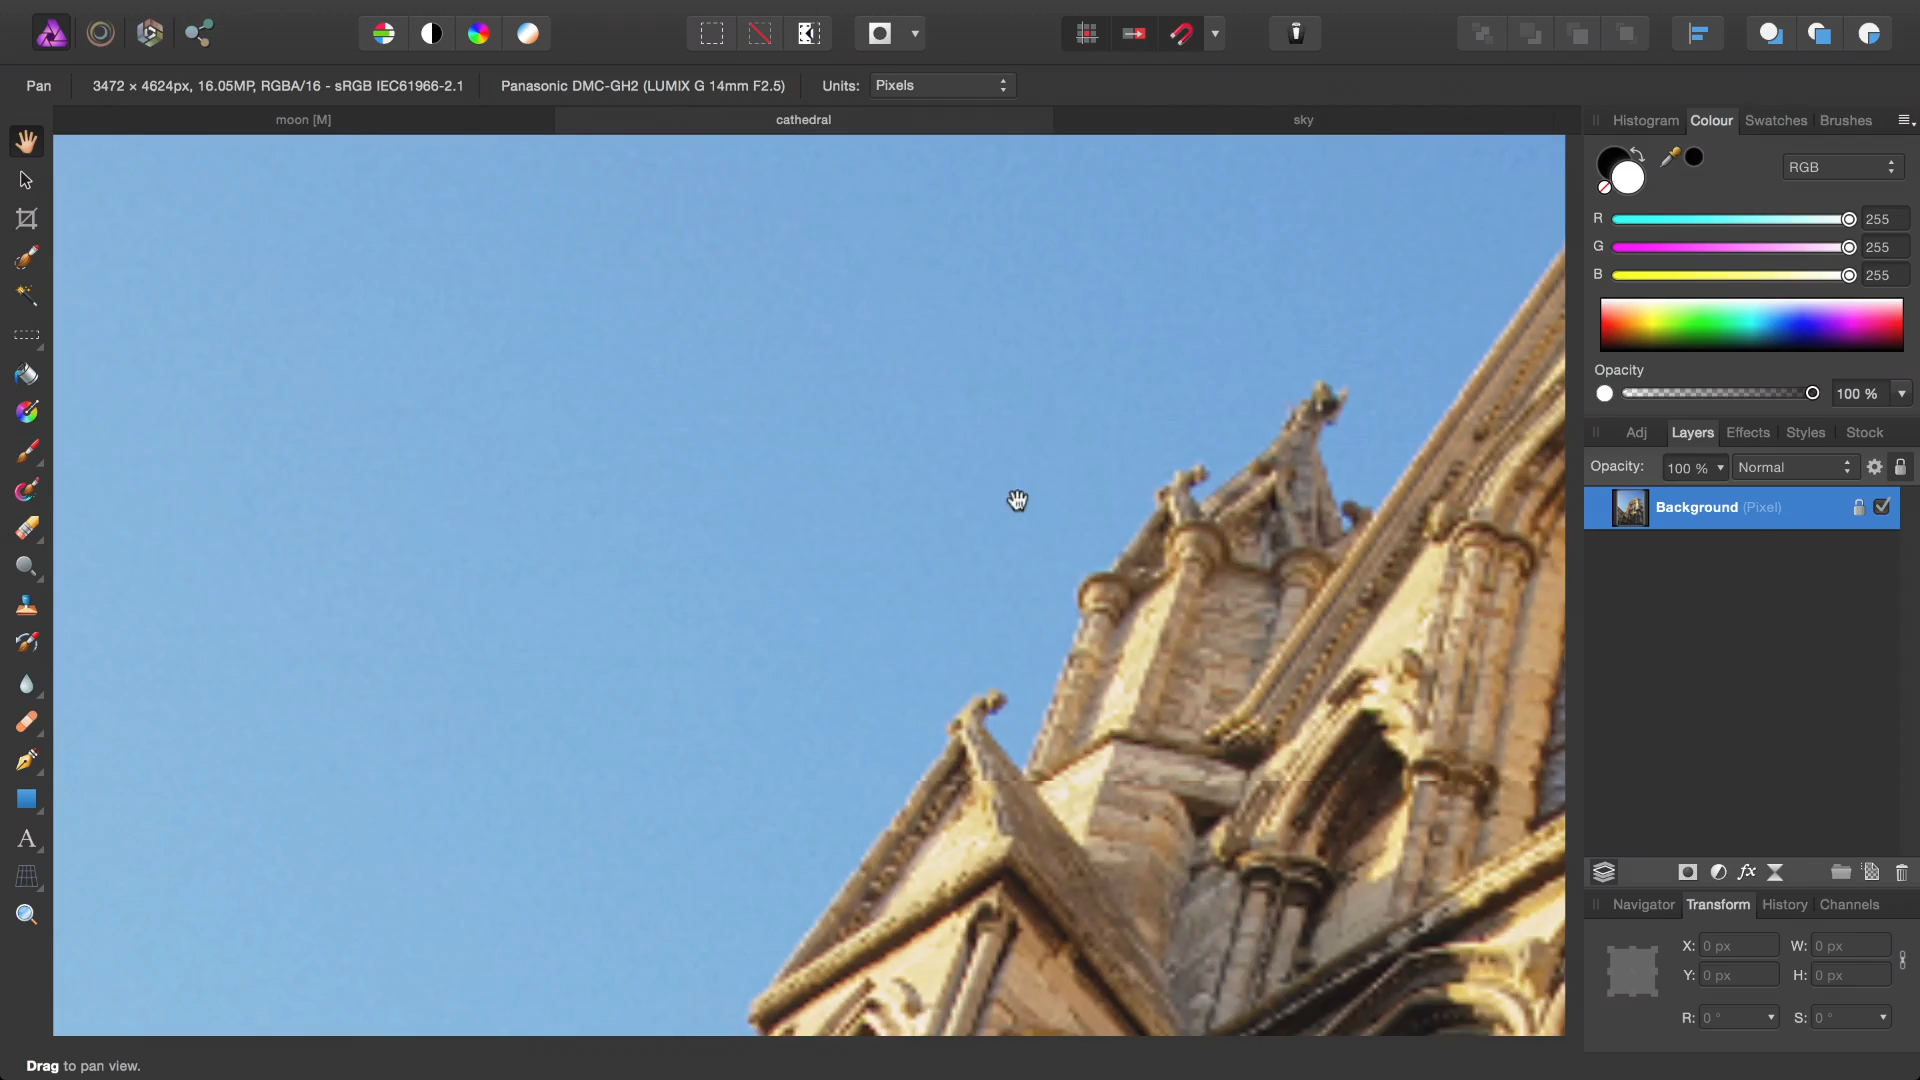 Pan
3472 × 4624px, 16.05MP, RGBA/16 - sRGB IEC61966-2.1
Panasonic DMC-GH2 (LUMIX G 14mm F2.5)
Units: Pixels
moon [M]
cathedral
sky
Histogram Colour Swatches Brushes
RGB
R 255
G 255
B 255
Opacity
100 %
Adj Layers Effects Styles Stock
Opacity: 100 % Normal
Background (Pixel)
fx
A
Navigator Transform History Channels
X: 0 px W: 0 px
Y: 0 px H: 0 px
R: 0 ° S: 0 °
Drag to pan view.